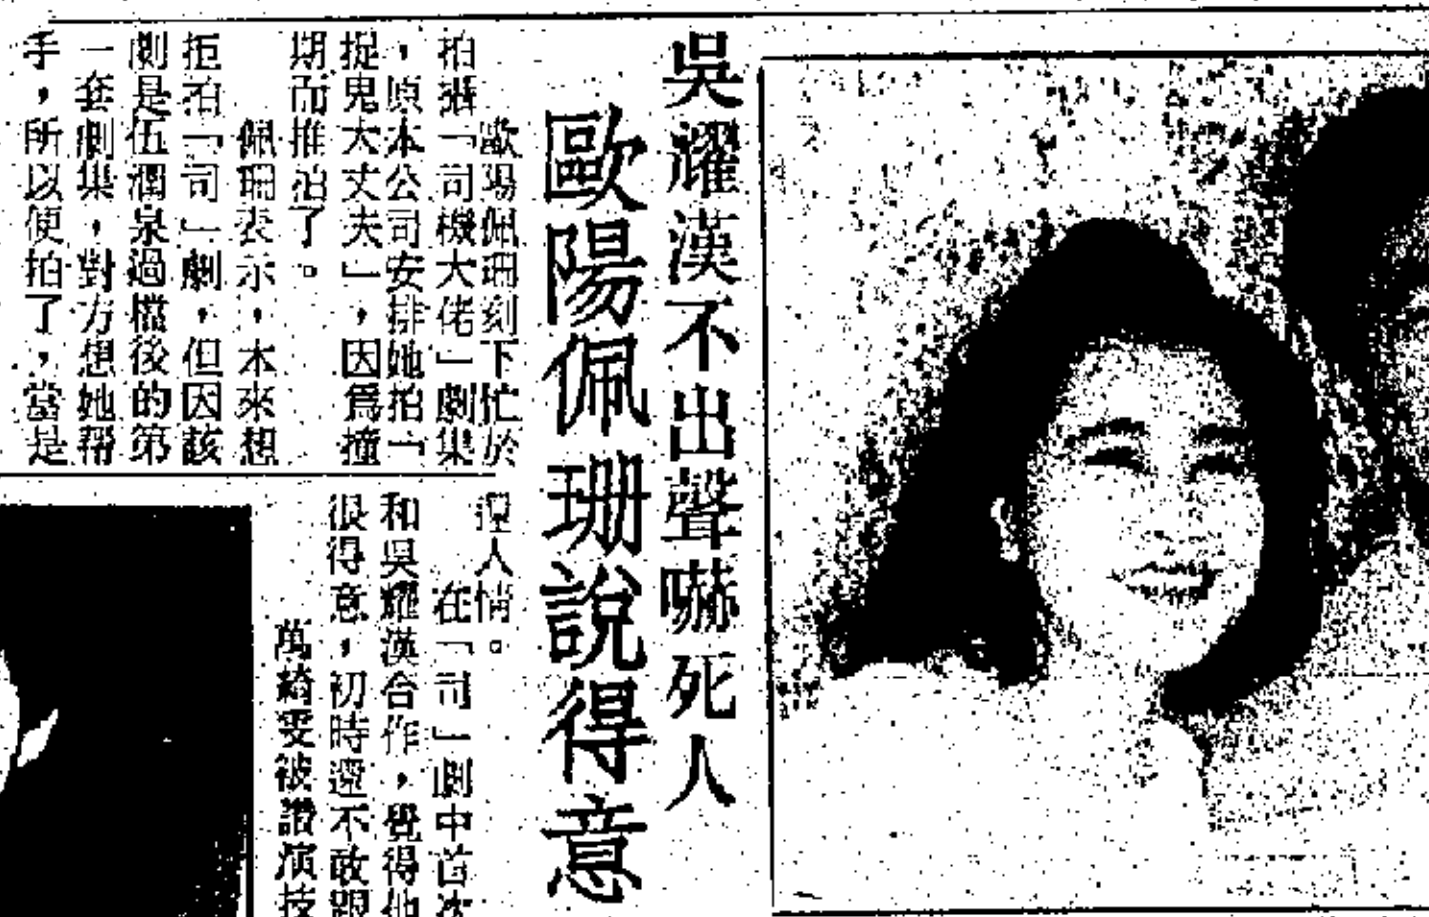 吳耀漢不出聲嚇死人
歐陽佩珊說得意
歐陽佩珊刻下忙於
拍攝「司機大佬」劇集
，原本公司安排她拍「
捉鬼大丈夫」，因爲撞
期而推拍了。
佩珊表示，本來想
拒拍「司」劇，但因該
劇是伍潤泉過檔後的第
一套劇集，對方想她幫
手，所以便拍了，當是
還人情。
在「司」劇中首次
和吳耀漢合作，覺得他
很得意，初時還不敢跟
萬綺雯被讚演技